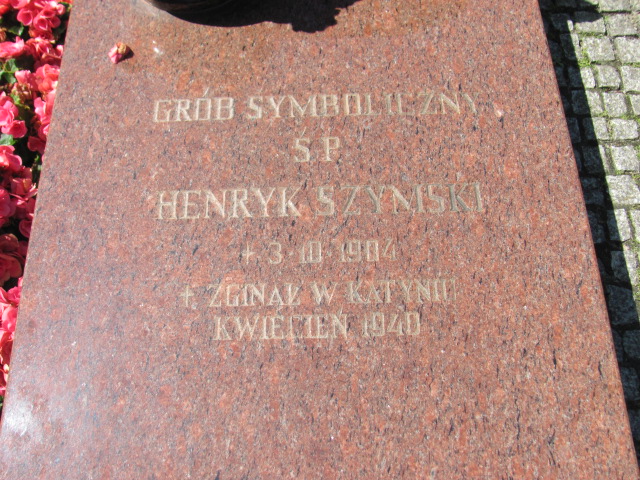 GRÓB SYMBOLICZNY
Ś.P.
HENRYK SZYMSKI
+ 3·10·1904
+ ZGINĄŁ W KATYNIU
KWIECIEŃ 1940